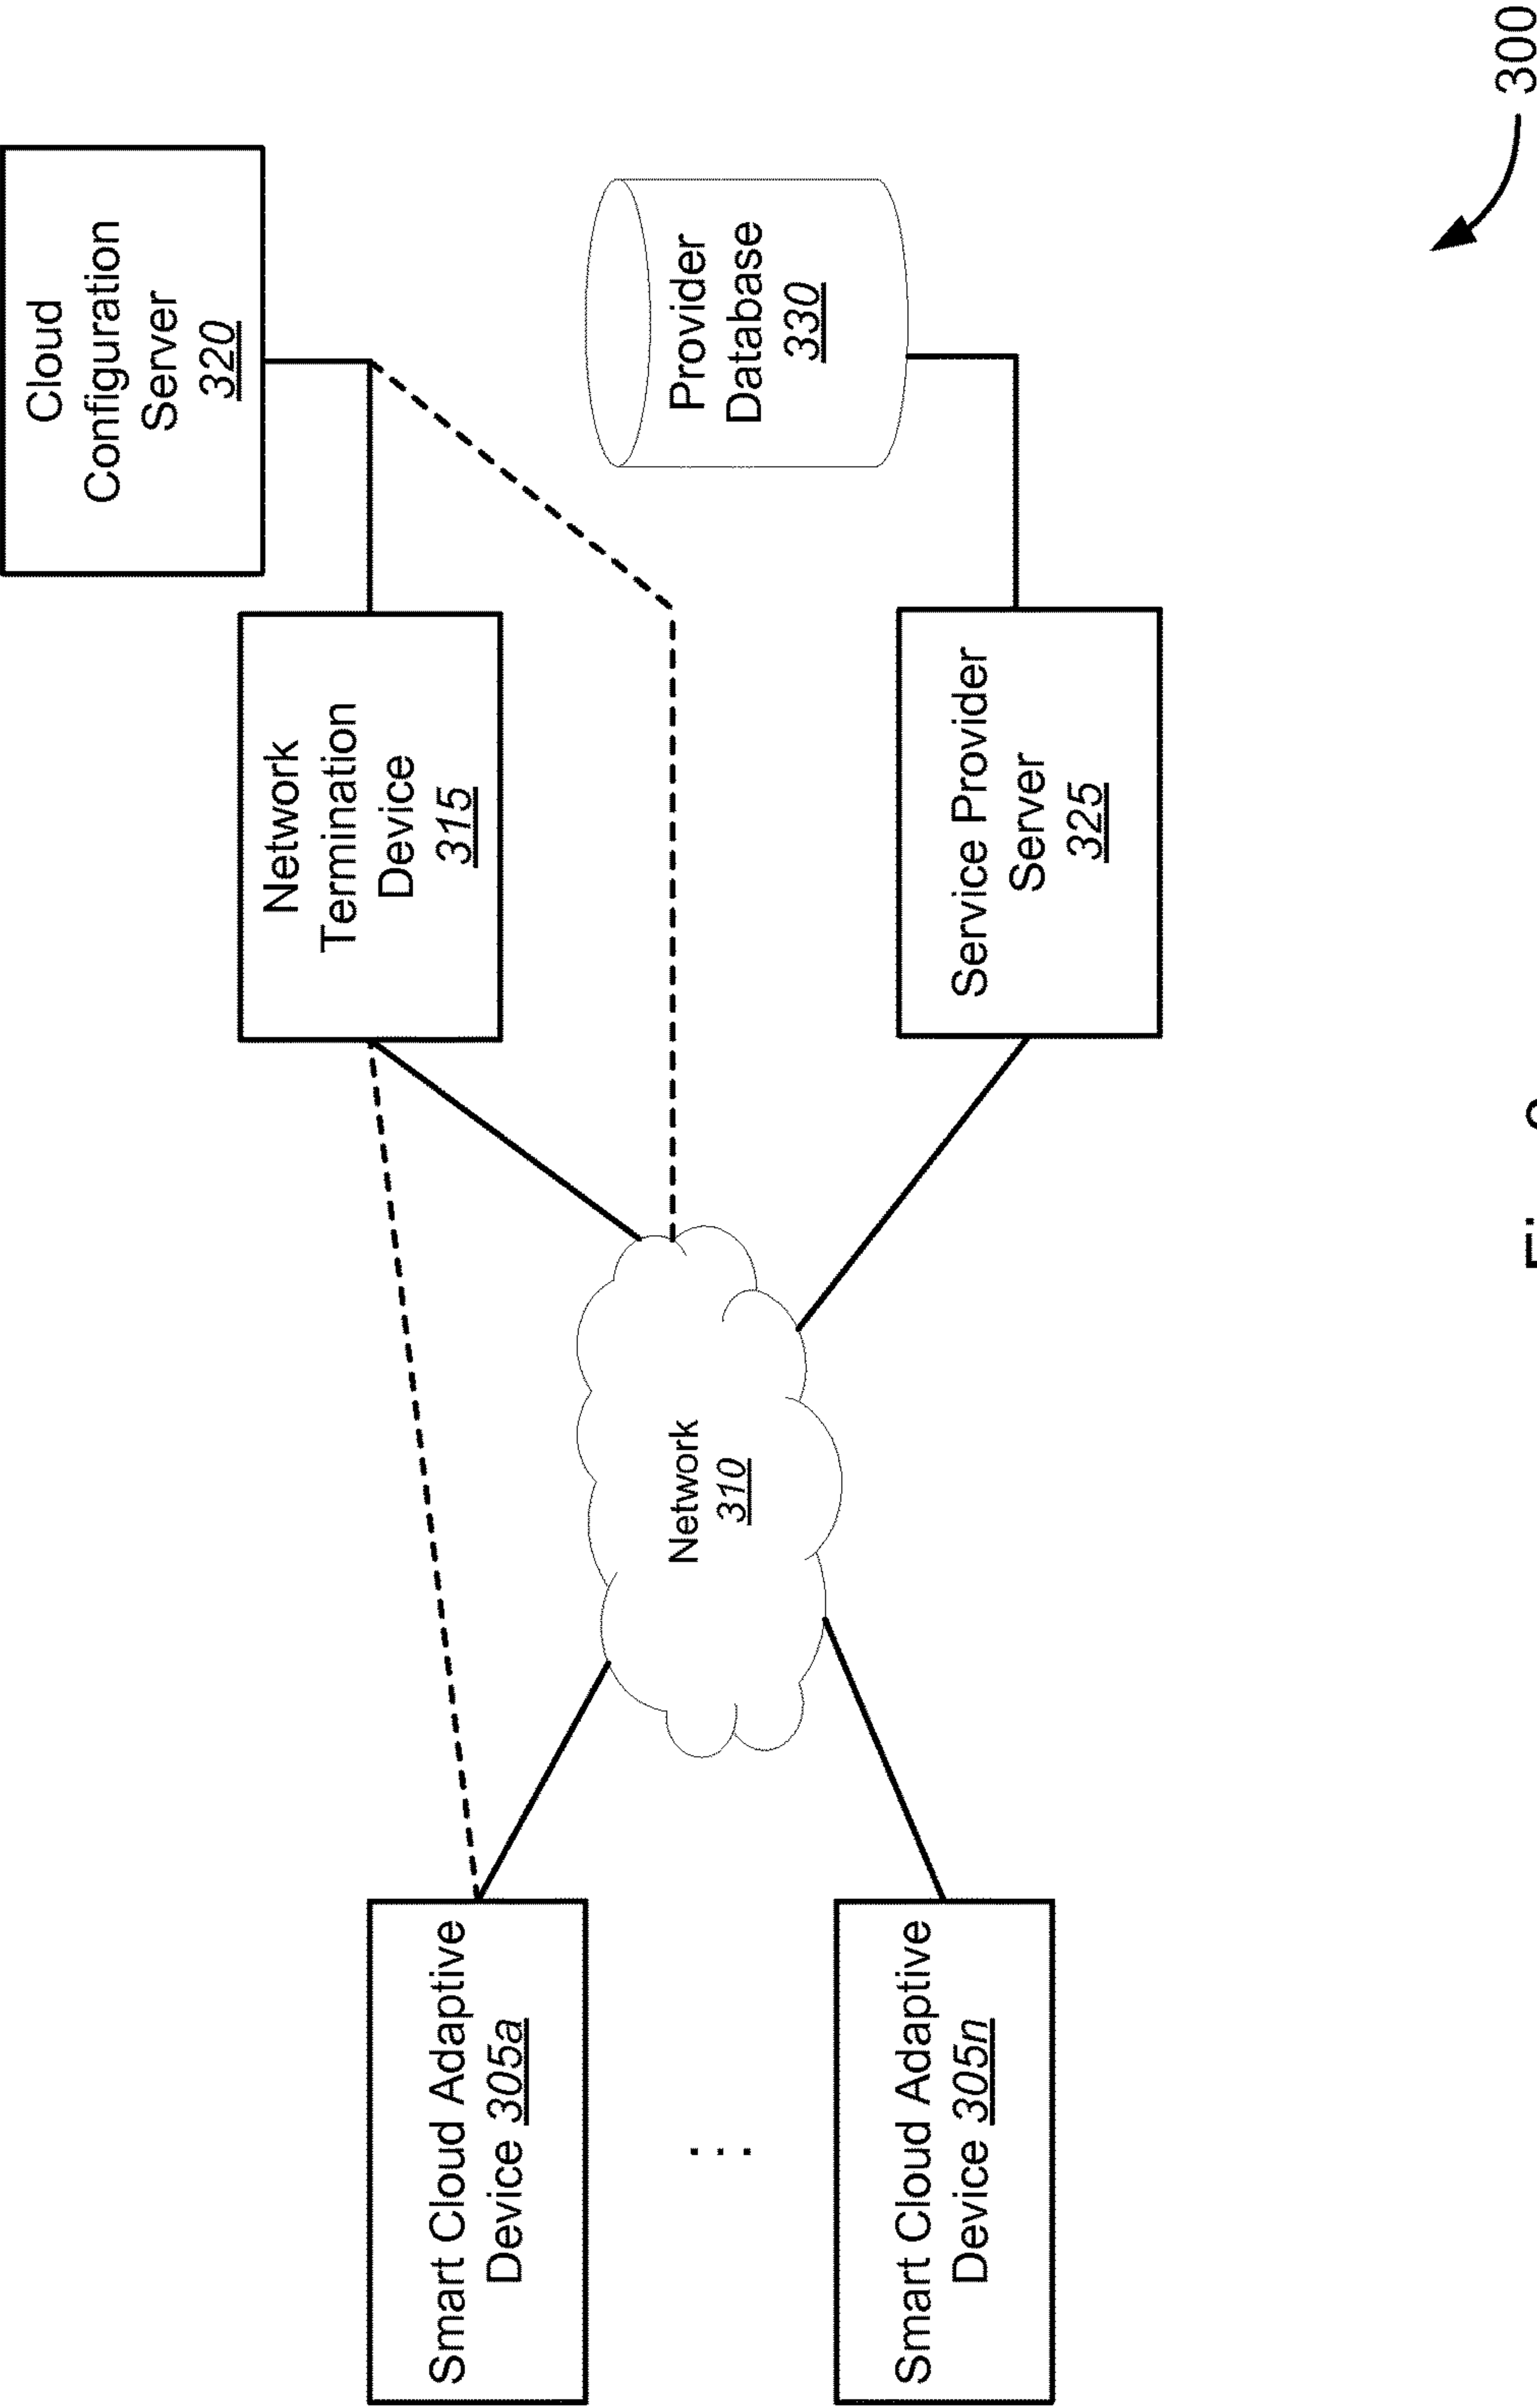 Cloud
Configuration
Server
320
Network
Termination
Device
315
Smart Cloud Adaptive
Device 305a
Provider
Database
330
Network
310
...
Service Provider
Server
325
Smart Cloud Adaptive
Device 305n
300